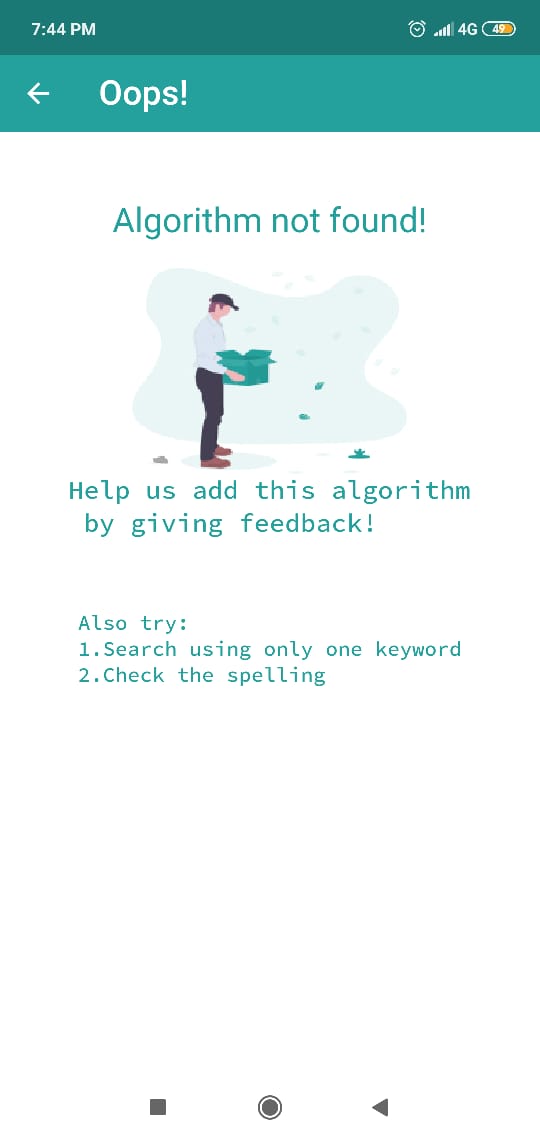 7:44 PM 4G 49
Oops!
Algorithm not found!
Help us add this algorithm
by giving feedback!
Also try:
1.Search using only one keyword
2.Check the spelling